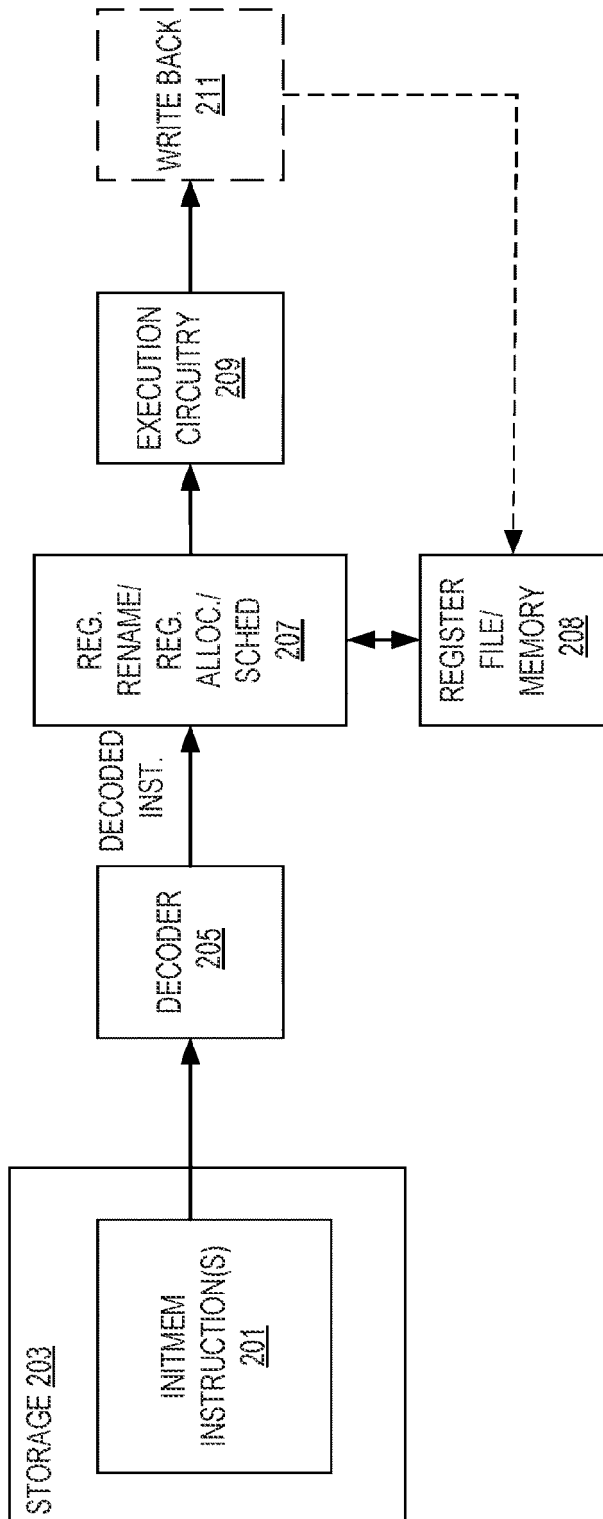 STORAGE 203
INITMEM
INSTRUCTION(S)
201
DECODER
205
DECODED
INST.
REG.
RENAME/
REG.
ALLOC./
SCHED
207
REGISTER
FILE/
MEMORY
208
EXECUTION
CIRCUITRY
209
WRITE BACK
211